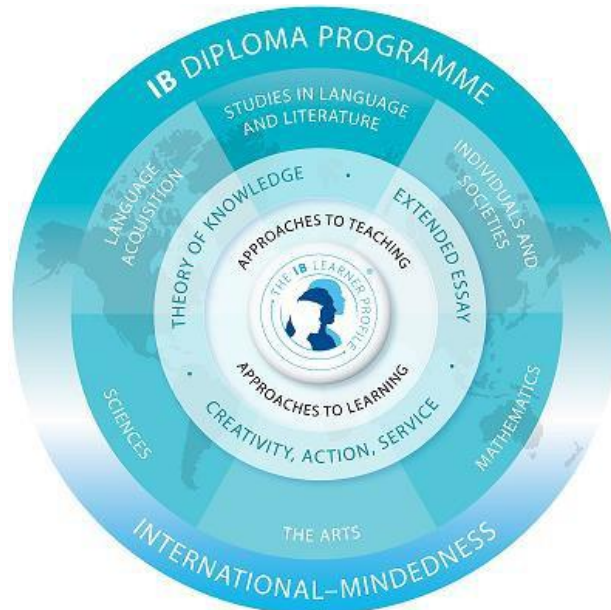 IB DIPLOMA PROGRAMME
STUDIES IN LANGUAGE
AND LITERATURE
LANGUAGE
ACQUISITION
INDIVIDUALS AND
SOCIETIES
THEORY OF KNOWLEDGE
·
EXTENDED ESSAY
APPROACHES TO TEACHING
THE IB LEARNER PROFILE
®
APPROACHES TO LEARNING
·
CREATIVITY, ACTION, SERVICE
·
SCIENCES
MATHEMATICS
THE ARTS
INTERNATIONAL–MINDEDNESS